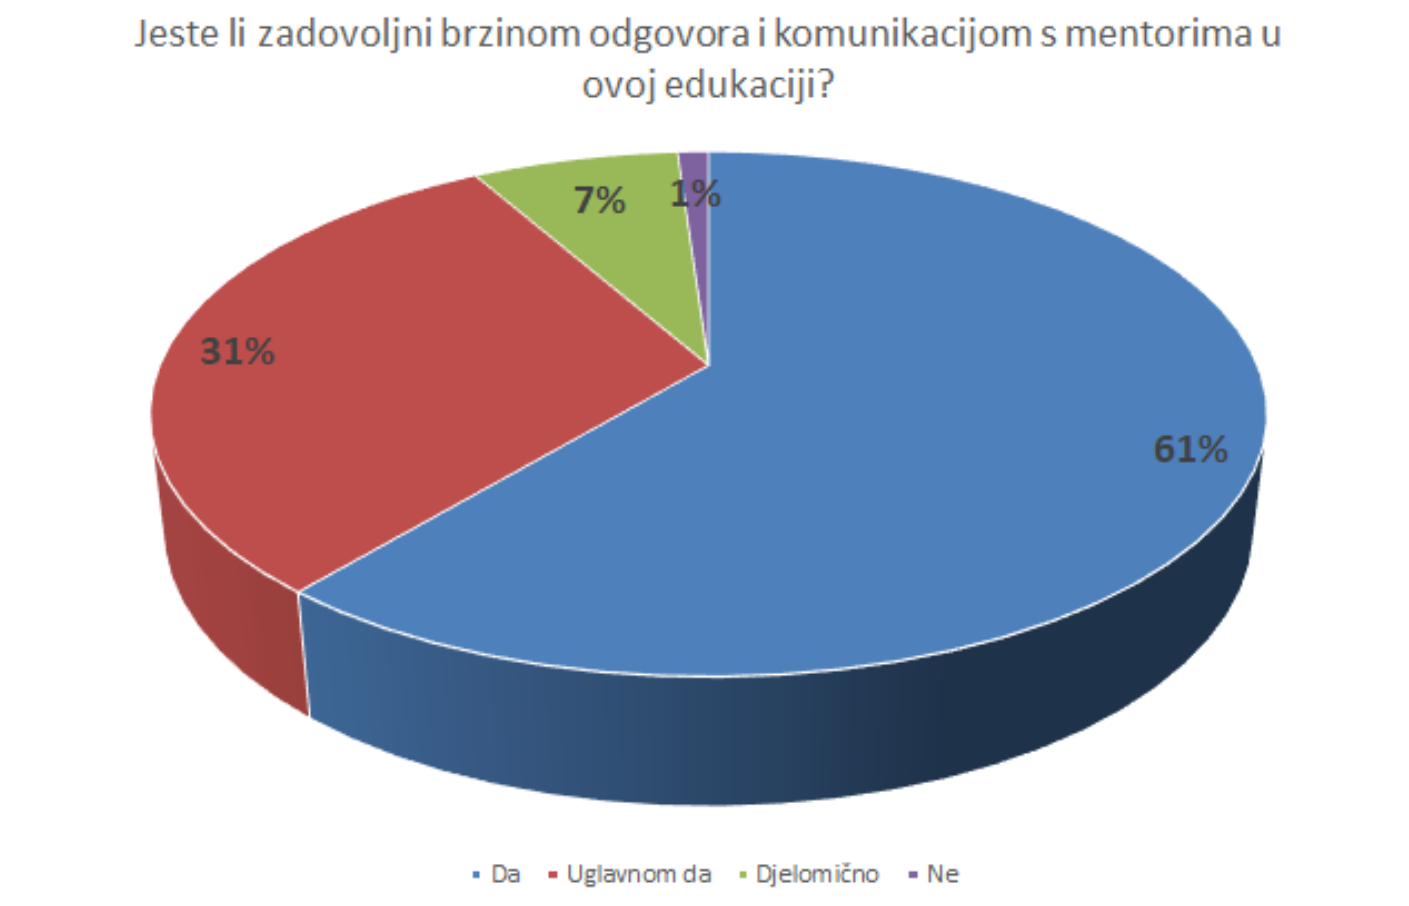 Jeste li zadovoljni brzinom odgovora i komunikacijom s mentorima u
ovoj edukaciji?
7%
1%
31%
61%
Da
Uglavnom da
Djelomično
Ne